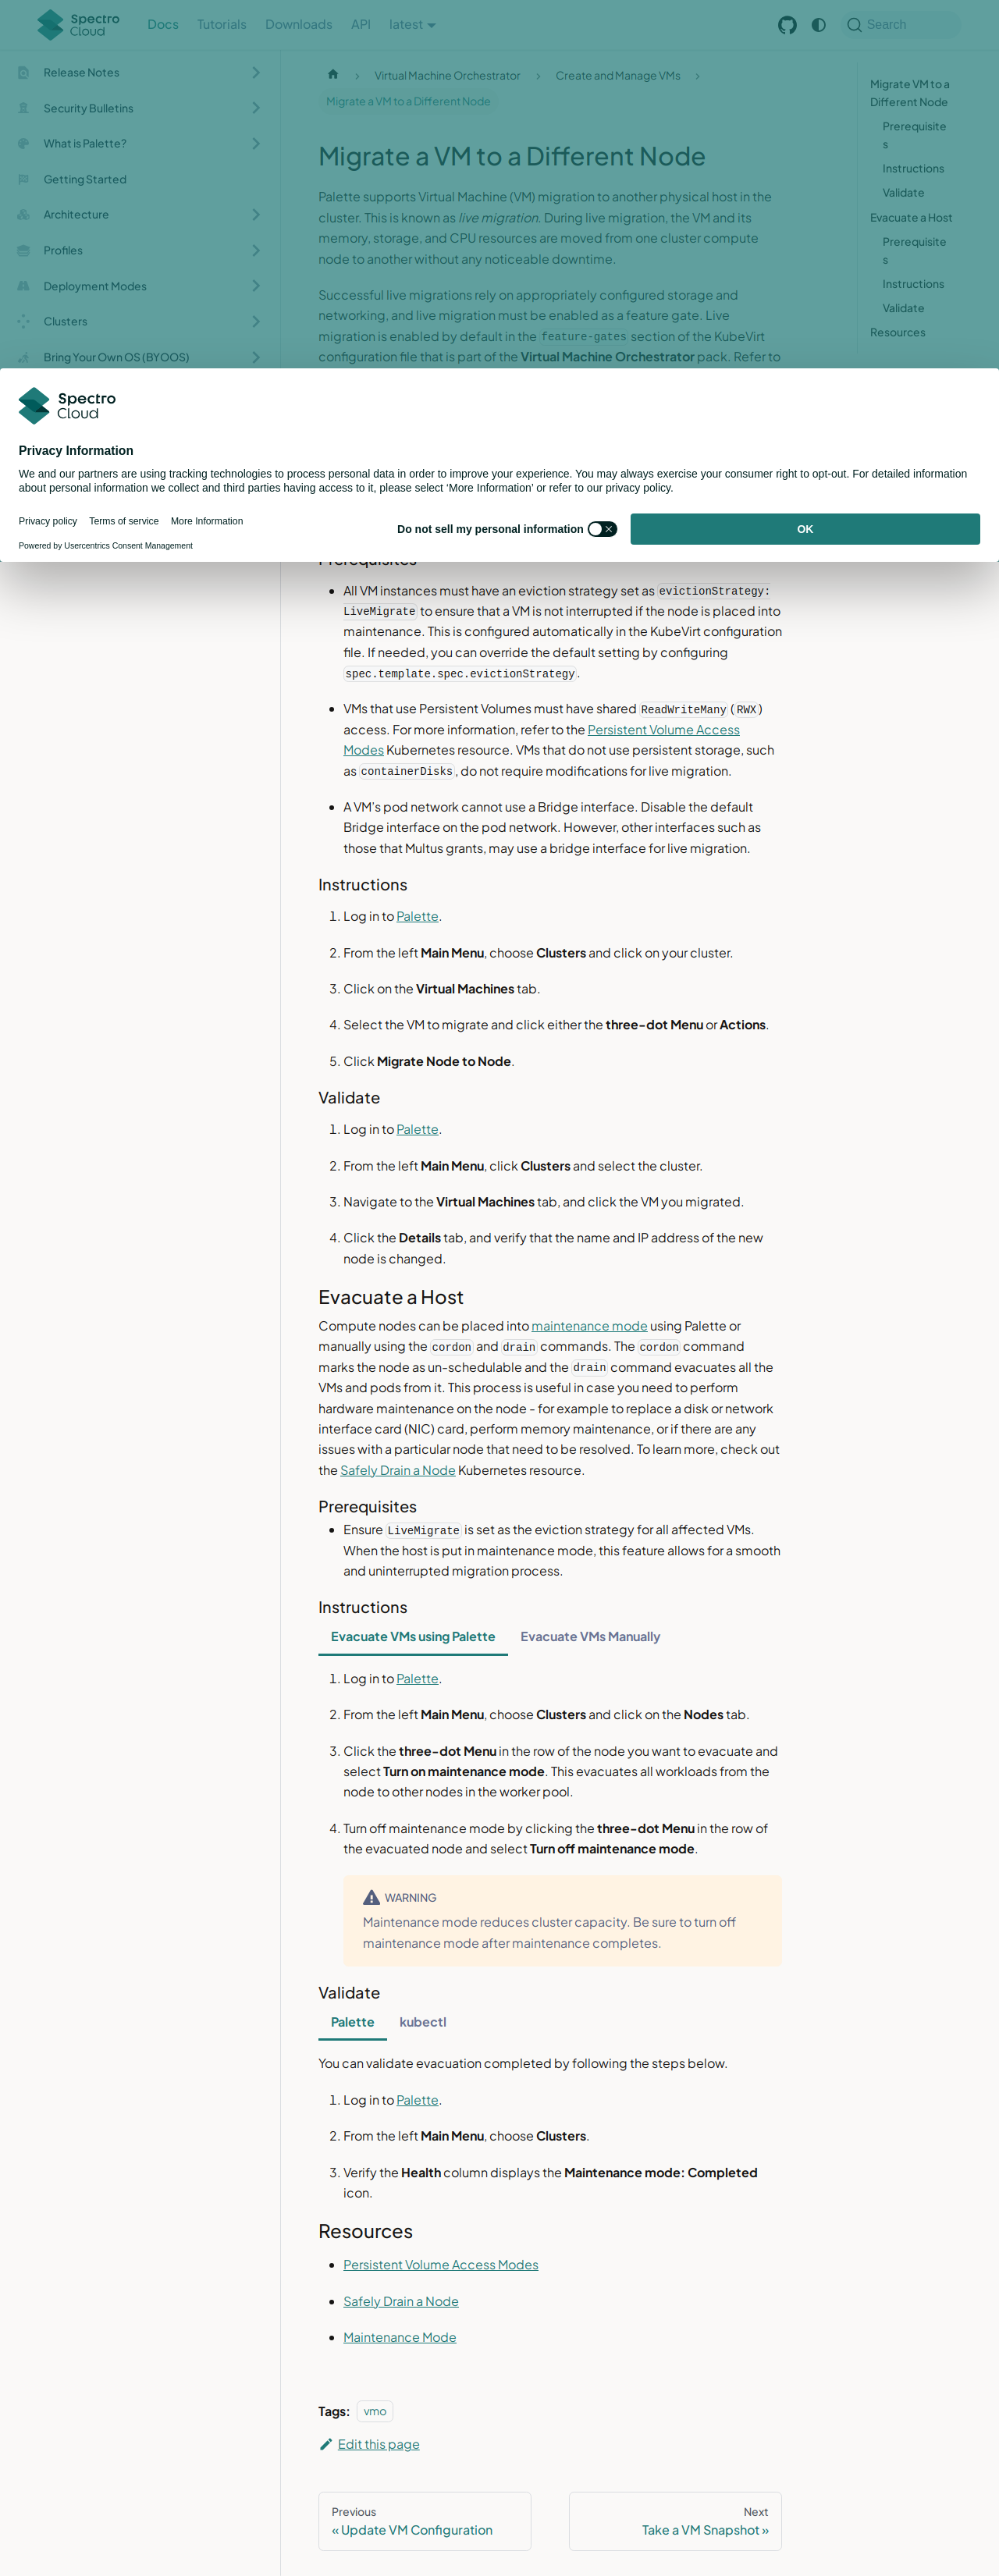 Spectro Cloud
Docs
Tutorials
Downloads
API
latest
Search
Release Notes
Security Bulletins
What is Palette?
Getting Started
Architecture
Profiles
Deployment Modes
Clusters
Bring Your Own OS (BYOOS)
Virtual Machine Orchestrator
Create and Manage VMs
Migrate a VM to a Different Node
Migrate a VM to a Different Node
Palette supports Virtual Machine (VM) migration to another physical host in the
cluster. This is known as live migration. During live migration, the VM and its
memory, storage, and CPU resources are moved from one cluster compute
node to another without any noticeable downtime.
Successful live migrations rely on appropriately configured storage and
networking, and live migration must be enabled as a feature gate. Live
migration is enabled by default in the feature-gates section of the KubeVirt
configuration file that is part of the Virtual Machine Orchestrator pack. Refer to
Migrate VM to a
Different Node
Prerequisite
s
Instructions
Validate
Evacuate a Host
Prerequisite
s
Instructions
Validate
Resources
Spectro Cloud
Privacy Information
We and our partners are using tracking technologies to process personal data in order to improve your experience. You may always exercise your consumer right to opt-out. For detailed information
about personal information we collect and third parties having access to it, please select ‘More Information’ or refer to our privacy policy.
Privacy policy
Terms of service
More Information
Powered by Usercentrics Consent Management
Do not sell my personal information
OK
Prerequisites
All VM instances must have an eviction strategy set as evictionStrategy:
LiveMigrate to ensure that a VM is not interrupted if the node is placed into
maintenance. This is configured automatically in the KubeVirt configuration
file. If needed, you can override the default setting by configuring
spec.template.spec.evictionStrategy.
VMs that use Persistent Volumes must have shared ReadWriteMany (RWX)
access. For more information, refer to the Persistent Volume Access
Modes Kubernetes resource. VMs that do not use persistent storage, such
as containerDisks, do not require modifications for live migration.
A VM's pod network cannot use a Bridge interface. Disable the default
Bridge interface on the pod network. However, other interfaces such as
those that Multus grants, may use a bridge interface for live migration.
Instructions
1. Log in to Palette.
2. From the left Main Menu, choose Clusters and click on your cluster.
3. Click on the Virtual Machines tab.
4. Select the VM to migrate and click either the three-dot Menu or Actions.
5. Click Migrate Node to Node.
Validate
1. Log in to Palette.
2. From the left Main Menu, click Clusters and select the cluster.
3. Navigate to the Virtual Machines tab, and click the VM you migrated.
4. Click the Details tab, and verify that the name and IP address of the new
node is changed.
Evacuate a Host
Compute nodes can be placed into maintenance mode using Palette or
manually using the cordon and drain commands. The cordon command
marks the node as un-schedulable and the drain command evacuates all the
VMs and pods from it. This process is useful in case you need to perform
hardware maintenance on the node - for example to replace a disk or network
interface card (NIC) card, perform memory maintenance, or if there are any
issues with a particular node that need to be resolved. To learn more, check out
the Safely Drain a Node Kubernetes resource.
Prerequisites
Ensure LiveMigrate is set as the eviction strategy for all affected VMs.
When the host is put in maintenance mode, this feature allows for a smooth
and uninterrupted migration process.
Instructions
Evacuate VMs using Palette
Evacuate VMs Manually
1. Log in to Palette.
2. From the left Main Menu, choose Clusters and click on the Nodes tab.
3. Click the three-dot Menu in the row of the node you want to evacuate and
select Turn on maintenance mode. This evacuates all workloads from the
node to other nodes in the worker pool.
4. Turn off maintenance mode by clicking the three-dot Menu in the row of
the evacuated node and select Turn off maintenance mode.
WARNING
Maintenance mode reduces cluster capacity. Be sure to turn off
maintenance mode after maintenance completes.
Validate
Palette
kubectl
You can validate evacuation completed by following the steps below.
1. Log in to Palette.
2. From the left Main Menu, choose Clusters.
3. Verify the Health column displays the Maintenance mode: Completed
icon.
Resources
Persistent Volume Access Modes
Safely Drain a Node
Maintenance Mode
Tags: vmo
Edit this page
Previous
« Update VM Configuration
Next
Take a VM Snapshot »